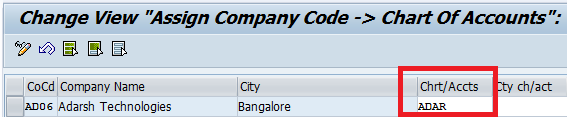 Change View "Assign Company Code -> Chart Of Accounts":
CoCd Company Name City Chrt/Accts Cty ch/act
AD06 Adarsh Technologies Bangalore ADAR